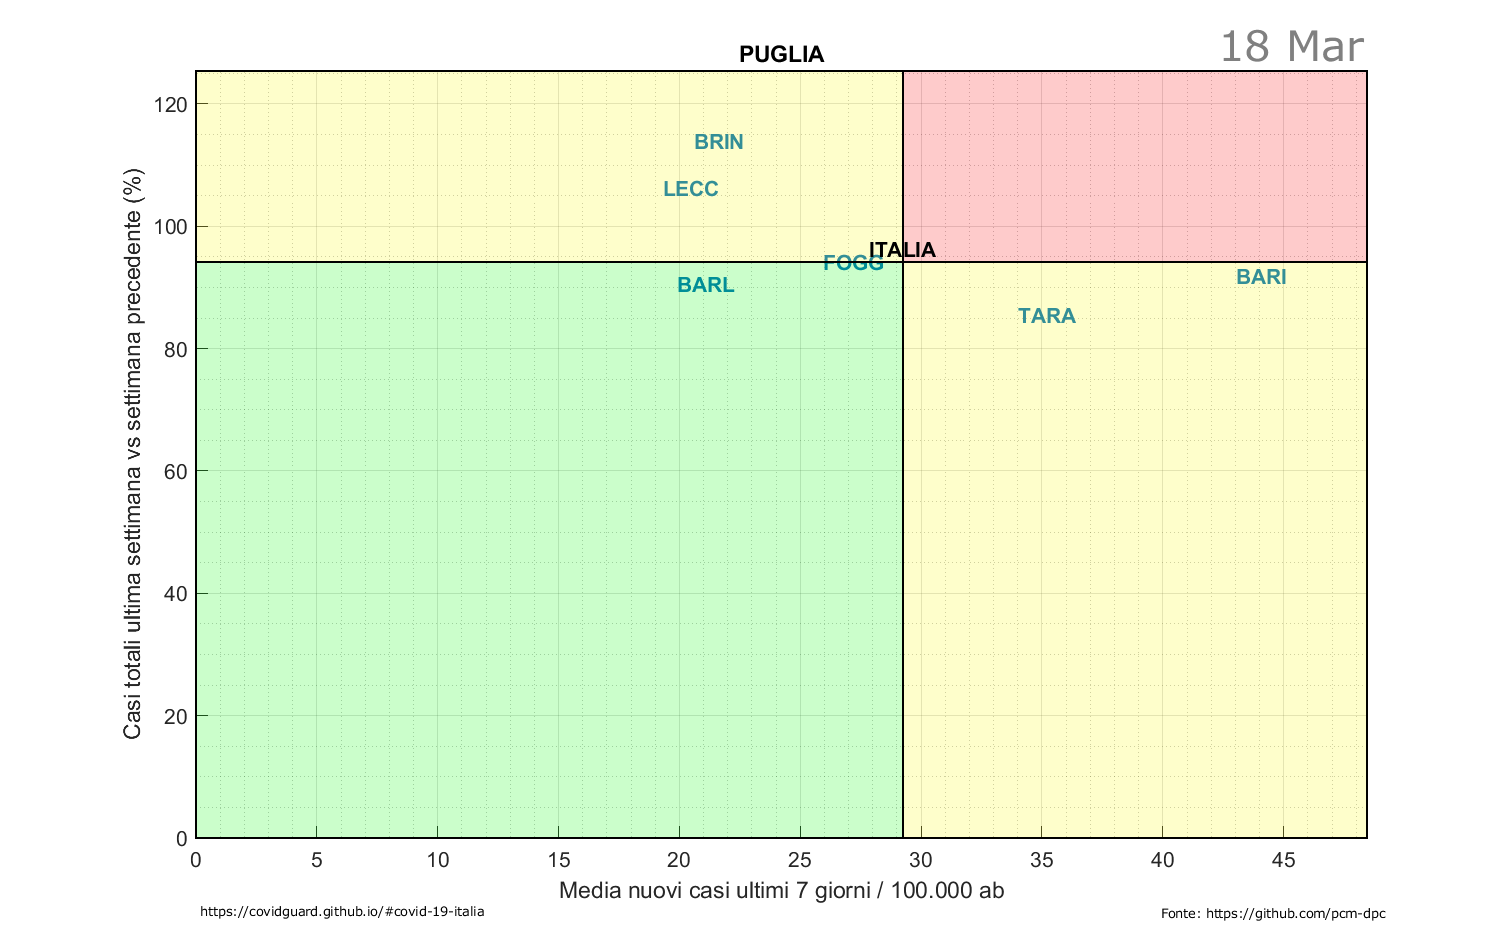 18 Mar
PUGLIA
Casi totali ultima settimana vs settimana precedente (%)
120
100
80
60
40
20
0
BRIN
LECC
ITALIA
FOGG
BARI
BARL
TARA
0 5 10 15 20 25 30 35 40 45
Media nuovi casi ultimi 7 giorni / 100.000 ab
https://covidguard.github.io/#covid-19-italia
Fonte: https://github.com/pcm-dpc